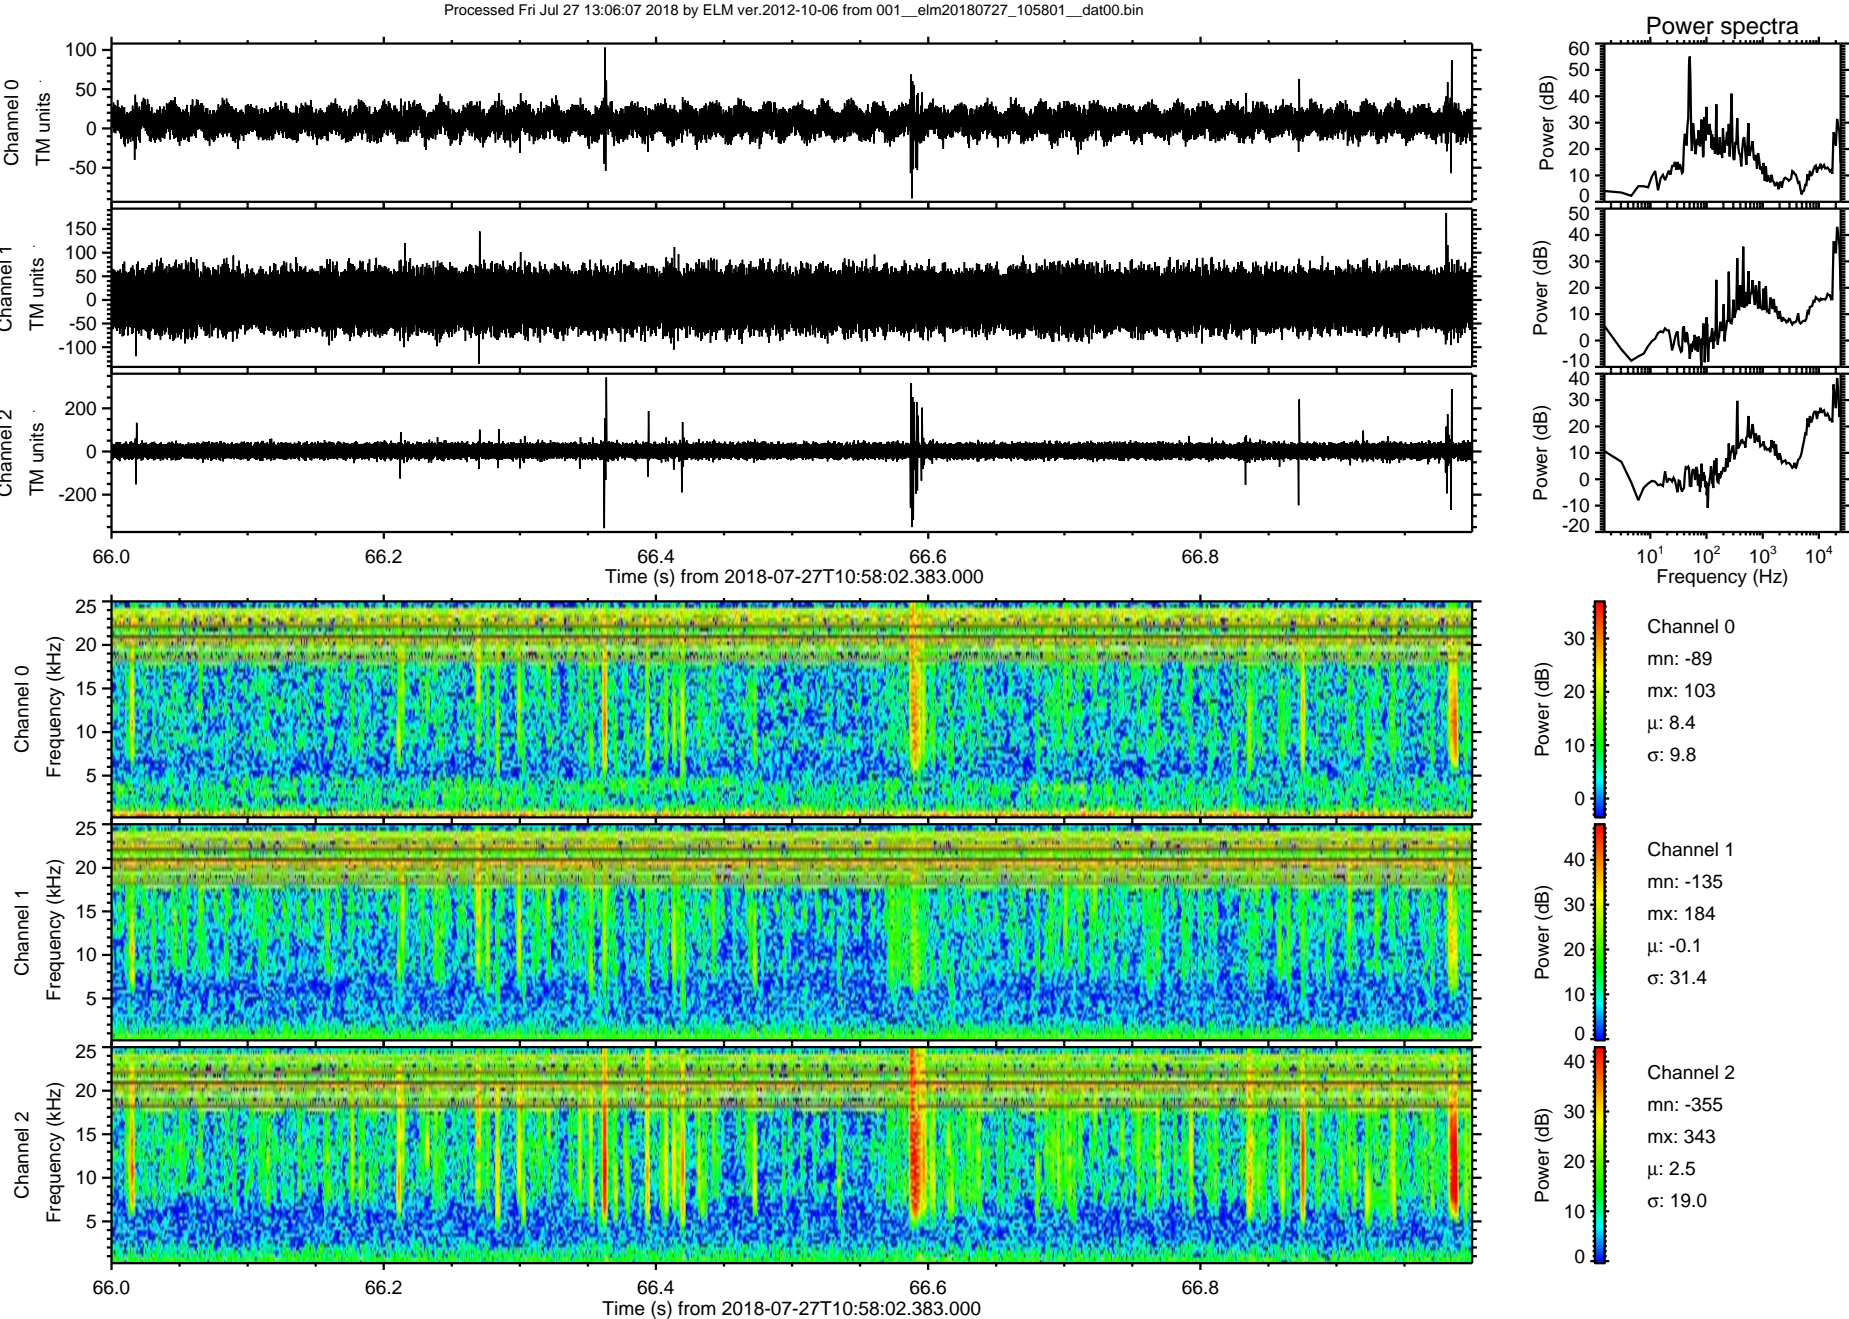 Processed Fri Jul 27 13:06:07 2018 by ELM ver.2012-10-06 from 001__elm20180727_105801__dat00.bin
Power spectra
Channel 0
TM units
100
50
0
-50
Power (dB)
60
50
40
30
20
10
0
Channel 1
TM units
150
100
50
0
-50
-100
Power (dB)
50
40
30
20
10
0
-10
Channel 2
TM units
200
0
-200
Power (dB)
40
30
20
10
0
-10
-20
66.0 66.2 66.4 66.6 66.8
Time (s) from 2018-07-27T10:58:02.383.000
10¹ 10² 10³ 10⁴
Frequency (Hz)
Channel 0
Frequency (kHz)
25
20
15
10
5
Power (dB)
30
20
10
0
Channel 0
mn: -89
mx: 103
μ: 8.4
σ: 9.8
Channel 1
Frequency (kHz)
25
20
15
10
5
Power (dB)
40
30
20
10
0
Channel 1
mn: -135
mx: 184
μ: -0.1
σ: 31.4
Channel 2
Frequency (kHz)
25
20
15
10
5
Power (dB)
40
30
20
10
0
Channel 2
mn: -355
mx: 343
μ: 2.5
σ: 19.0
66.0 66.2 66.4 66.6 66.8
Time (s) from 2018-07-27T10:58:02.383.000